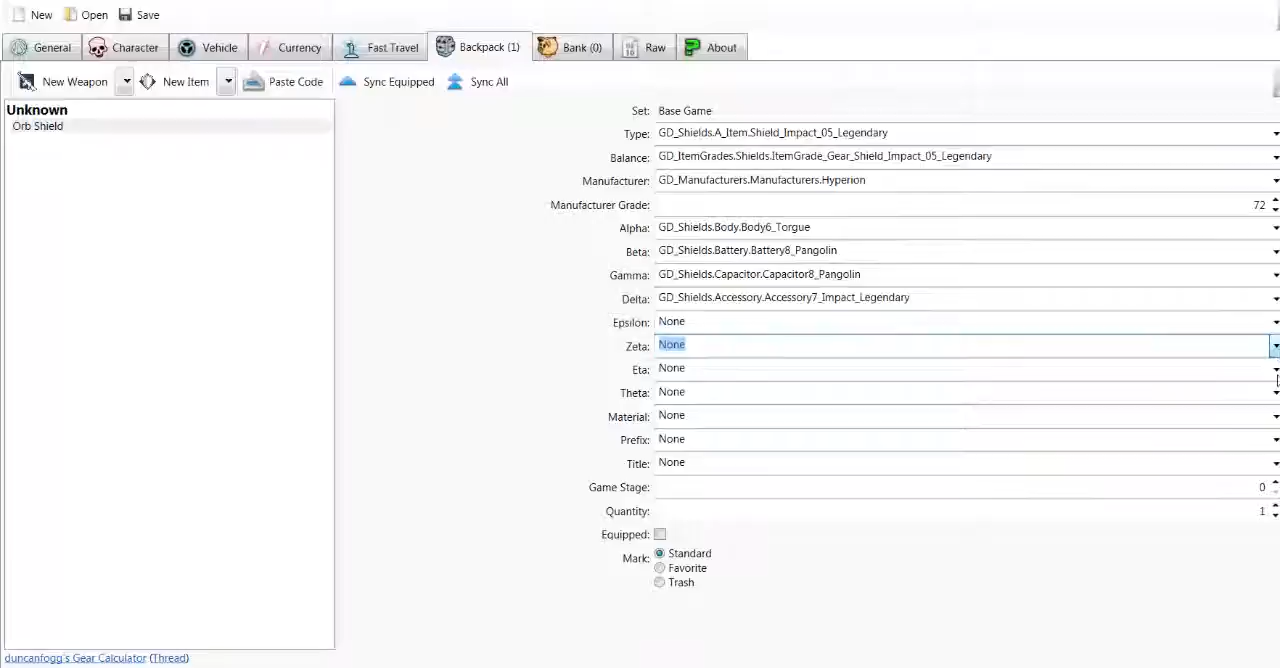 New Open Save
General Character Vehicle Currency Fast Travel Backpack (1) Bank (0) Raw About
New Weapon New Item Paste Code Sync Equipped Sync All
Unknown
Orb Shield
Set: Base Game
Type: GD_Shields.A_Item.Shield_Impact_05_Legendary
Balance: GD_ItemGrades.Shields.ItemGrade_Gear_Shield_Impact_05_Legendary
Manufacturer: GD_Manufacturers.Manufacturers.Hyperion
Manufacturer Grade: 72
Alpha: GD_Shields.Body.Body6_Torgue
Beta: GD_Shields.Battery.Battery8_Pangolin
Gamma: GD_Shields.Capacitor.Capacitor8_Pangolin
Delta: GD_Shields.Accessory.Accessory7_Impact_Legendary
Epsilon: None
Zeta: None
Eta: None
Theta: None
Material: None
Prefix: None
Title: None
Game Stage: 0
Quantity: 1
Equipped:
Mark: Standard
Favorite
Trash
duncanfogg's Gear Calculator (Thread)